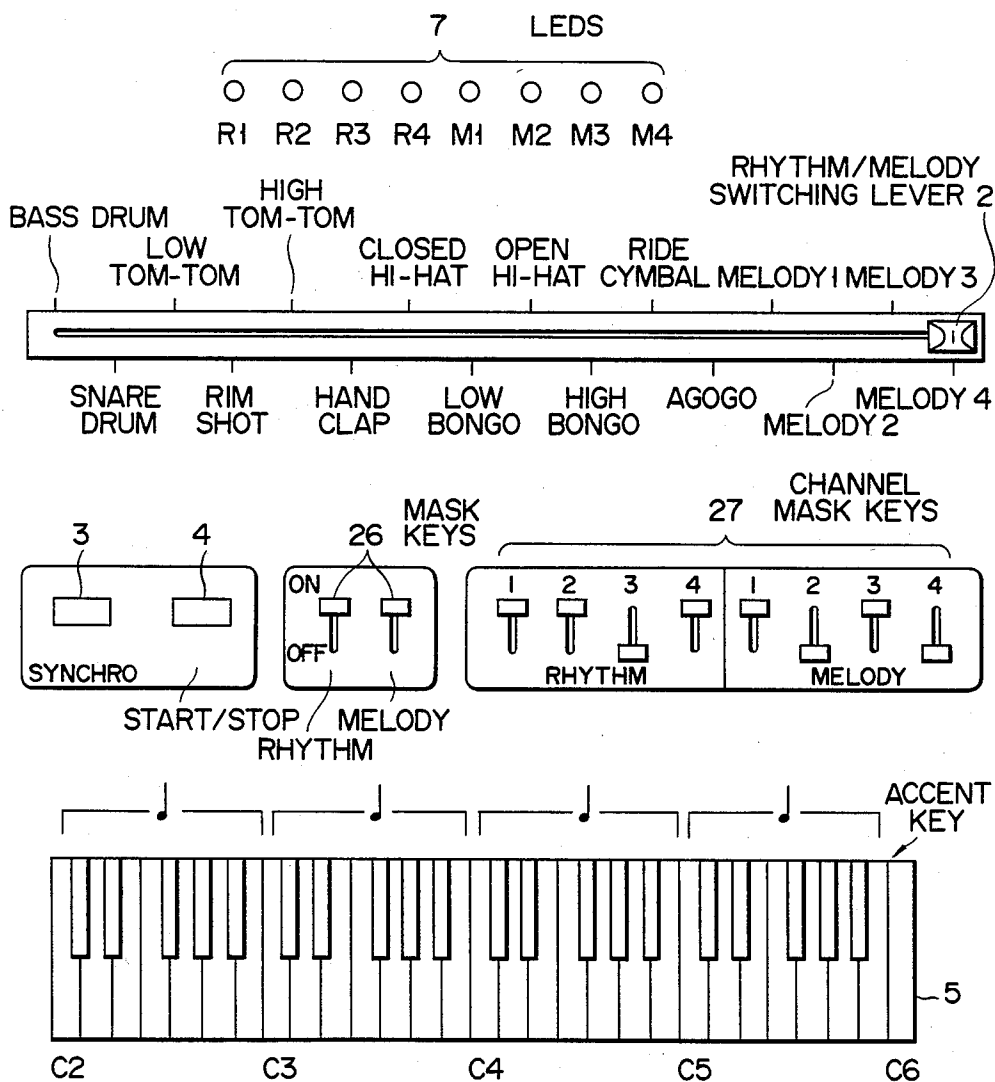 7 LEDS
R1 R2 R3 R4 M1 M2 M3 M4
RHYTHM/MELODY
SWITCHING LEVER 2
BASS DRUM
LOW
TOM-TOM
HIGH
TOM-TOM
CLOSED
HI-HAT
OPEN
HI-HAT
RIDE
CYMBAL
MELODY 1
MELODY 3
SNARE
DRUM
RIM
SHOT
HAND
CLAP
LOW
BONGO
HIGH
BONGO
AGOGO
MELODY 2
MELODY 4
3 4
SYNCHRO
START/STOP
26 MASK
KEYS
ON
OFF
RHYTHM
MELODY
27 CHANNEL
MASK KEYS
1 2 3 4 1 2 3 4
RHYTHM MELODY
ACCENT
KEY
5
C2 C3 C4 C5 C6